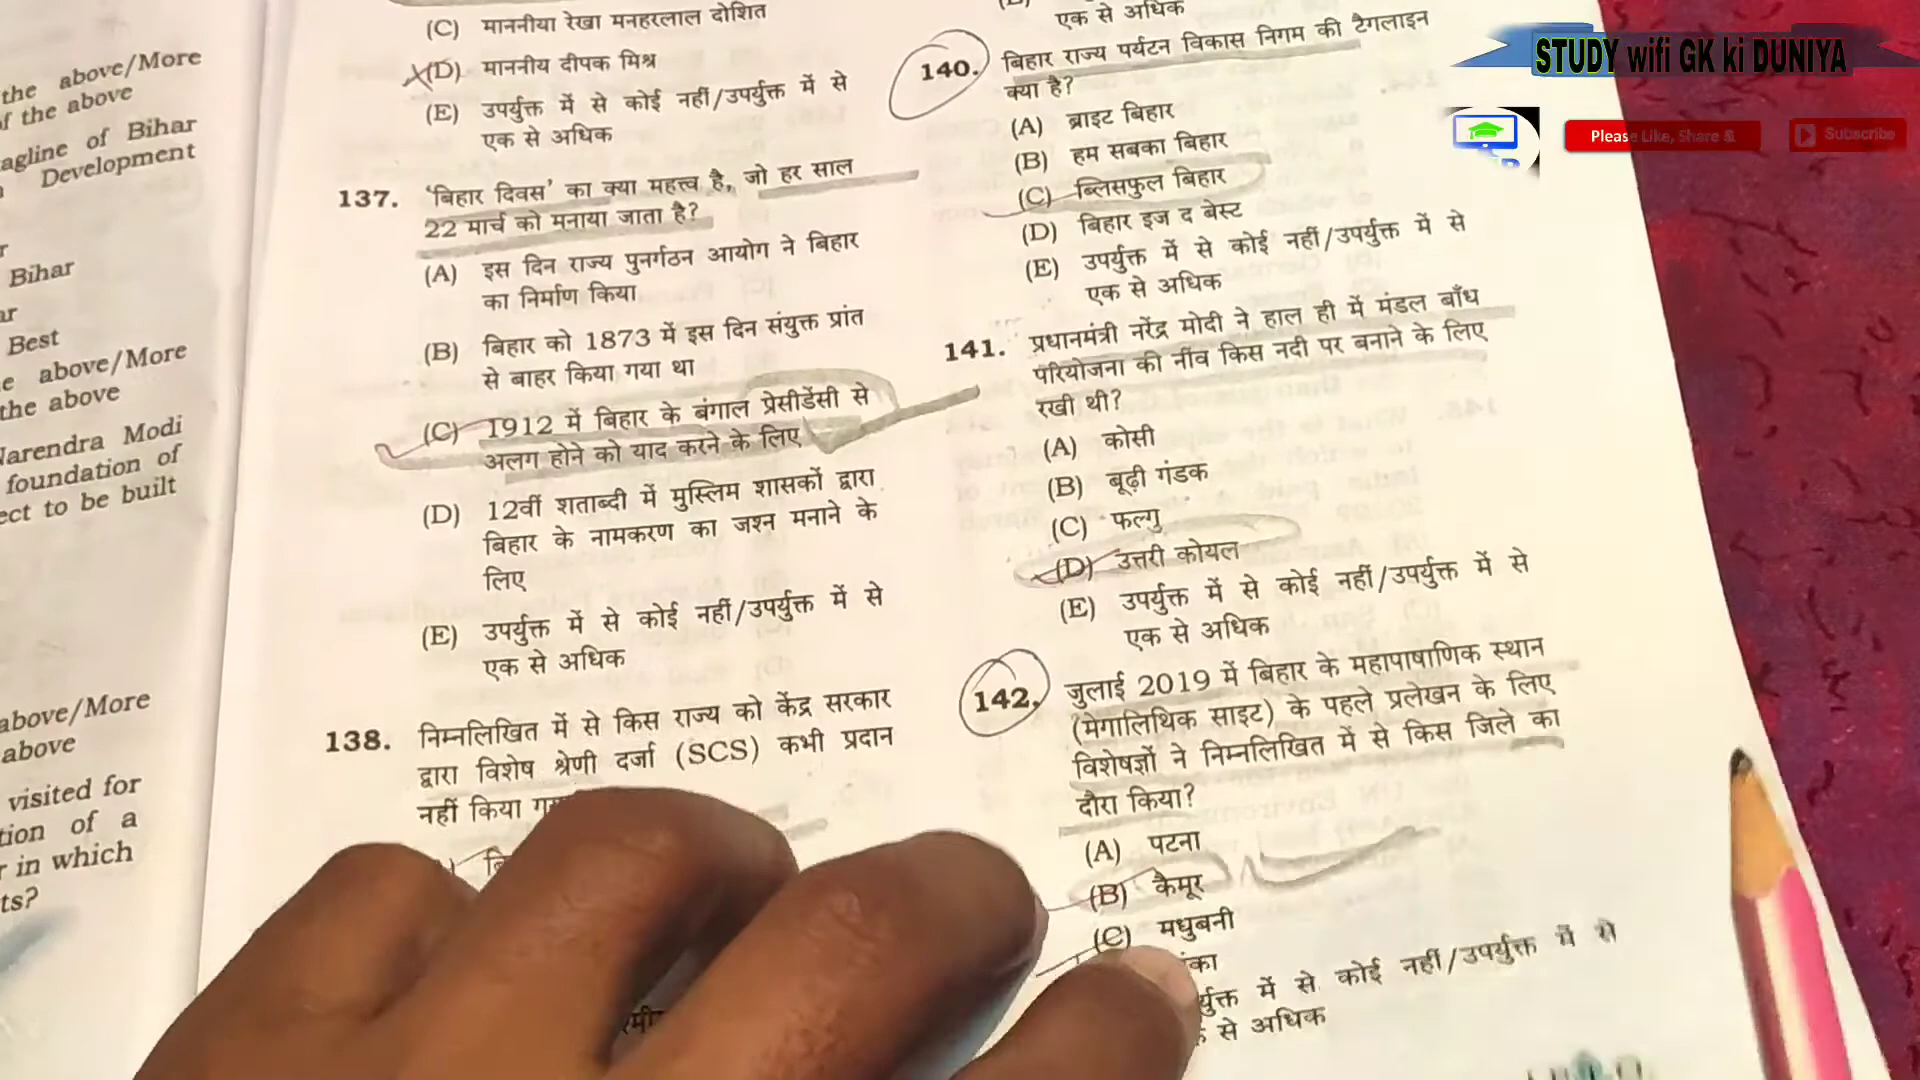 the above/More
of the above
agline of Bihar
Development
Bihar
Best
e above/More
the above
Narendra Modi
foundation of
ect to be built
above/More
above
visited for
tion of a
r in which
ts?
(C) माननीया रेखा मनहरलाल दोशित
(D) माननीय दीपक मिश्र
(E) उपर्युक्त में से कोई नहीं/उपर्युक्त में से
एक से अधिक
137. ‘बिहार दिवस’ का क्या महत्त्व है, जो हर साल
22 मार्च को मनाया जाता है?
(A) इस दिन राज्य पुनर्गठन आयोग ने बिहार
का निर्माण किया
(B) बिहार को 1873 में इस दिन संयुक्त प्रांत
से बाहर किया गया था
(C) 1912 में बिहार के बंगाल प्रेसीडेंसी से
अलग होने को याद करने के लिए
(D) 12वीं शताब्दी में मुस्लिम शासकों द्वारा
बिहार के नामकरण का जश्न मनाने के
लिए
(E) उपर्युक्त में से कोई नहीं/उपर्युक्त में से
एक से अधिक
138. निम्नलिखित में से किस राज्य को केंद्र सरकार
द्वारा विशेष श्रेणी दर्जा (SCS) कभी प्रदान
नहीं किया
एक से अधिक
140. बिहार राज्य पर्यटन विकास निगम की टैगलाइन
क्या है?
(A) ब्राइट बिहार
(B) हम सबका बिहार
(C) ब्लिसफुल बिहार
(D) बिहार इज द बेस्ट
(E) उपर्युक्त में से कोई नहीं/उपर्युक्त में से
एक से अधिक
141. प्रधानमंत्री नरेंद्र मोदी ने हाल ही में मंडल बाँध
परियोजना की नींव किस नदी पर बनाने के लिए
रखी थी?
(A) कोसी
(B) बूढ़ी गंडक
(C) फल्गु
(D) उत्तरी कोयल
(E) उपर्युक्त में से कोई नहीं/उपर्युक्त में से
एक से अधिक
142. जुलाई 2019 में बिहार के महापाषाणिक स्थान
(मेगालिथिक साइट) के पहले प्रलेखन के लिए
विशेषज्ञों ने निम्नलिखित में से किस जिले का
दौरा किया?
(A) पटना
(B) कैमूर
(C) मधुबनी
ंका
र्युक्त में से कोई नहीं/उपर्युक्त में से
से अधिक
STUDY wifi GK ki DUNIYA
Please Like, Share &
Subscribe